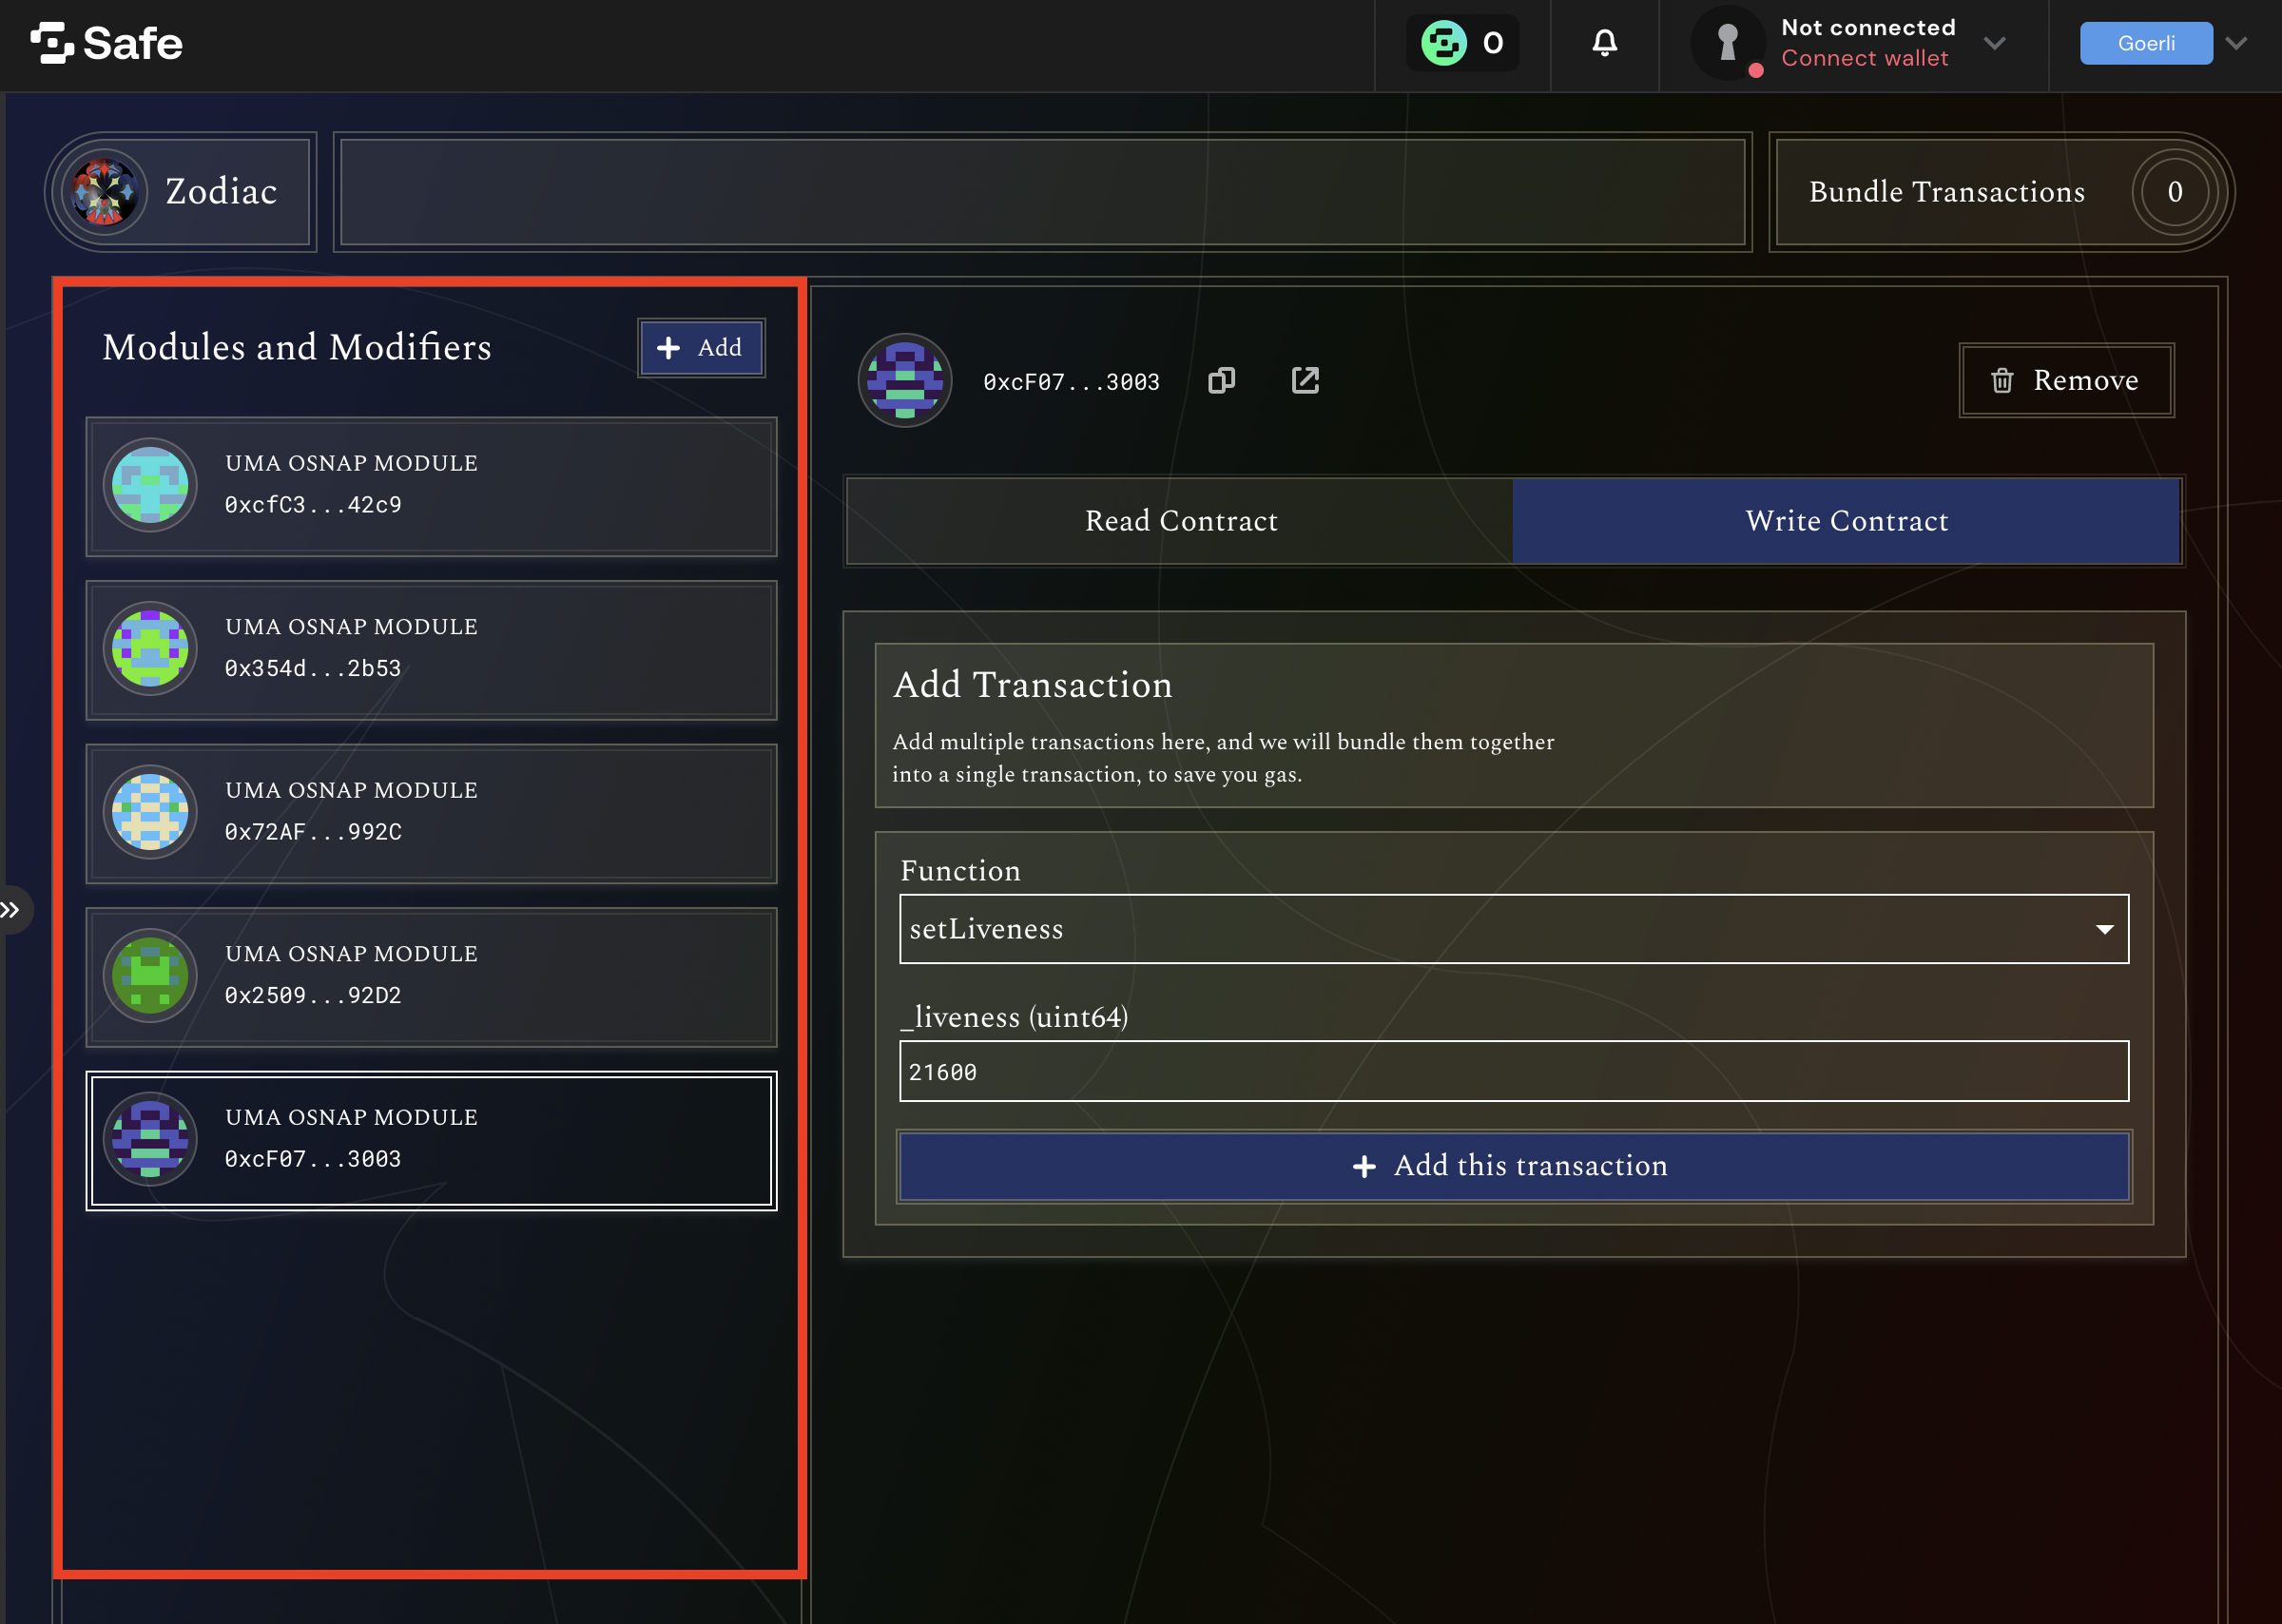 Safe
0
Not connected
Connect wallet
Goerli
Zodiac
Bundle Transactions
0
Modules and Modifiers
Add
UMA OSNAP MODULE
0xcfC3...42c9
UMA OSNAP MODULE
0x354d...2b53
UMA OSNAP MODULE
0x72AF...992C
UMA OSNAP MODULE
0x2509...92D2
UMA OSNAP MODULE
0xcF07...3003
0xcF07...3003
Remove
Read Contract
Write Contract
Add Transaction
Add multiple transactions here, and we will bundle them together
into a single transaction, to save you gas.
Function
setLiveness
_liveness (uint64)
21600
Add this transaction